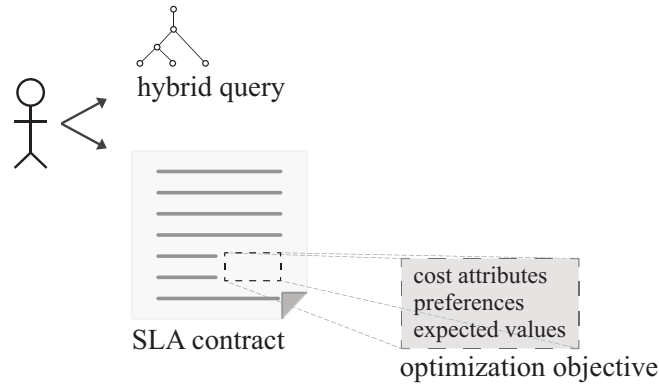 hybrid query
SLA contract
cost attributes
preferences
expected values
optimization objective